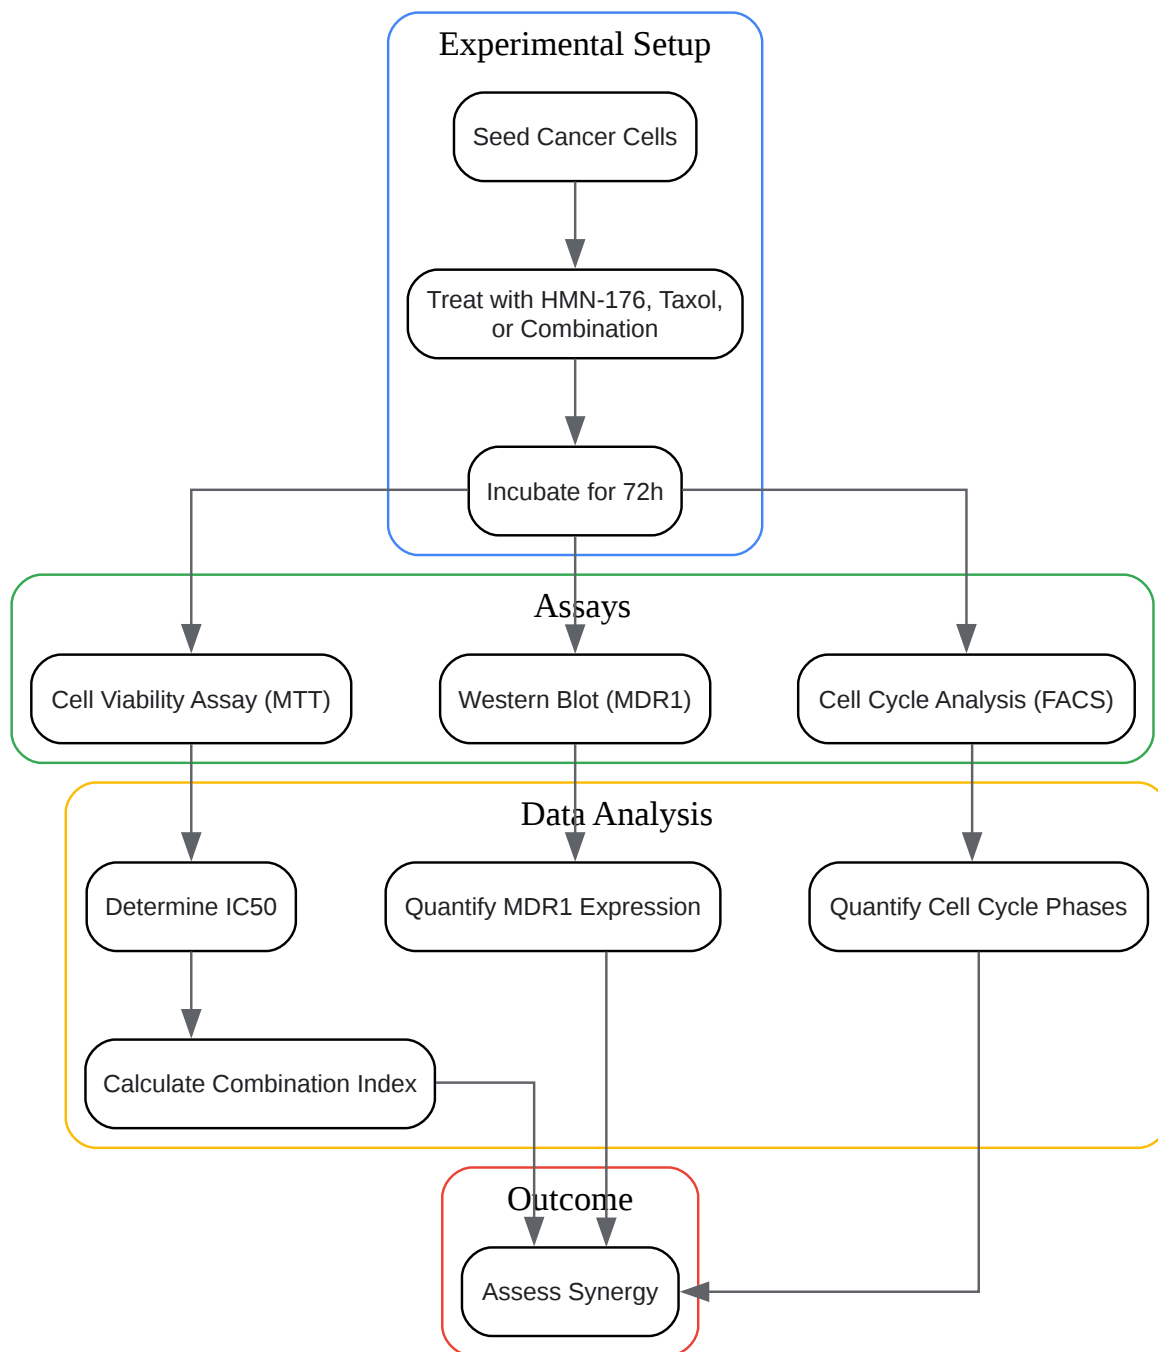 Experimental Setup
Seed Cancer Cells
Treat with HMN-176, Taxol,
or Combination
Incubate for 72h
Assays
Cell Viability Assay (MTT)
Western Blot (MDR1)
Cell Cycle Analysis (FACS)
Data Analysis
Determine IC50
Quantify MDR1 Expression
Quantify Cell Cycle Phases
Calculate Combination Index
Outcome
Assess Synergy